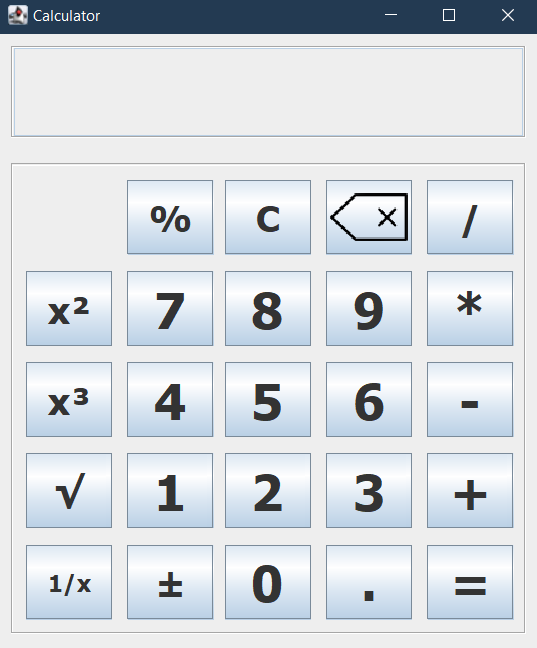 Calculator
% C /
x² 7 8 9 *
x³ 4 5 6 -
√ 1 2 3 +
1/x ± 0 . =